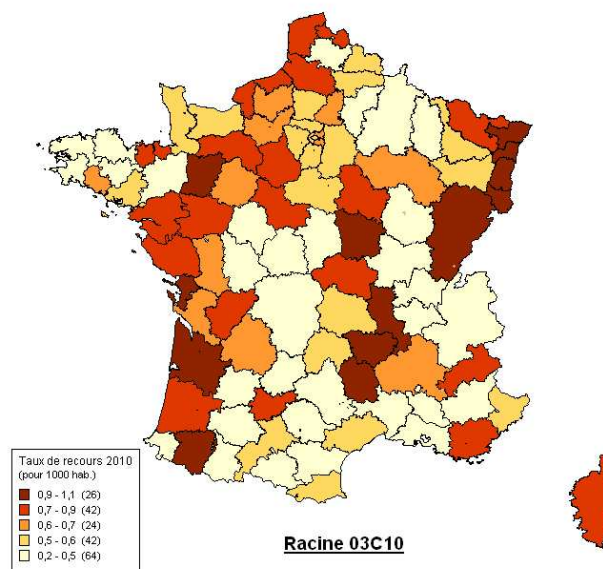 Taux de recours 2010
(pour 1000 hab.)
0,9 - 1,1 (26)
0,7 - 0,9 (42)
0,6 - 0,7 (24)
0,5 - 0,6 (42)
0,2 - 0,5 (64)
Racine 03C10